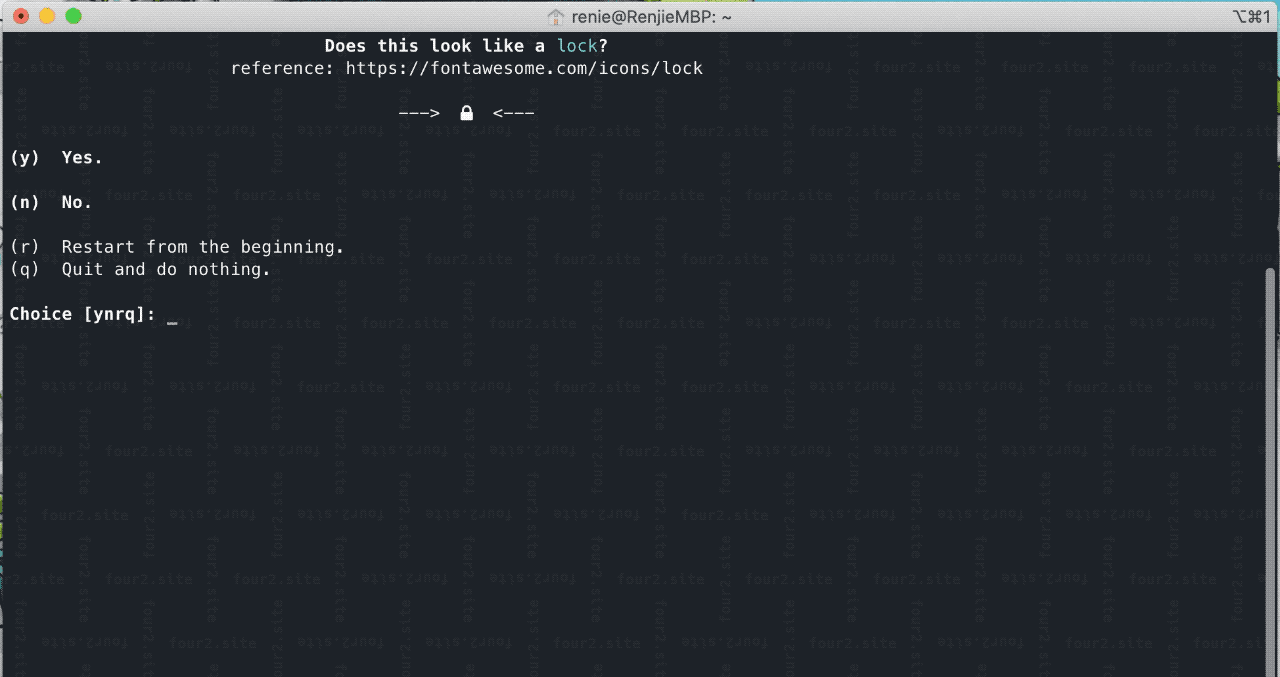 renie@RenjieMBP: ~
⌥⌘1
Does this look like a lock?
reference: https://fontawesome.com/icons/lock
---> <---
(y) Yes.
(n) No.
(r) Restart from the beginning.
(q) Quit and do nothing.
Choice [ynrq]: _
four2.site